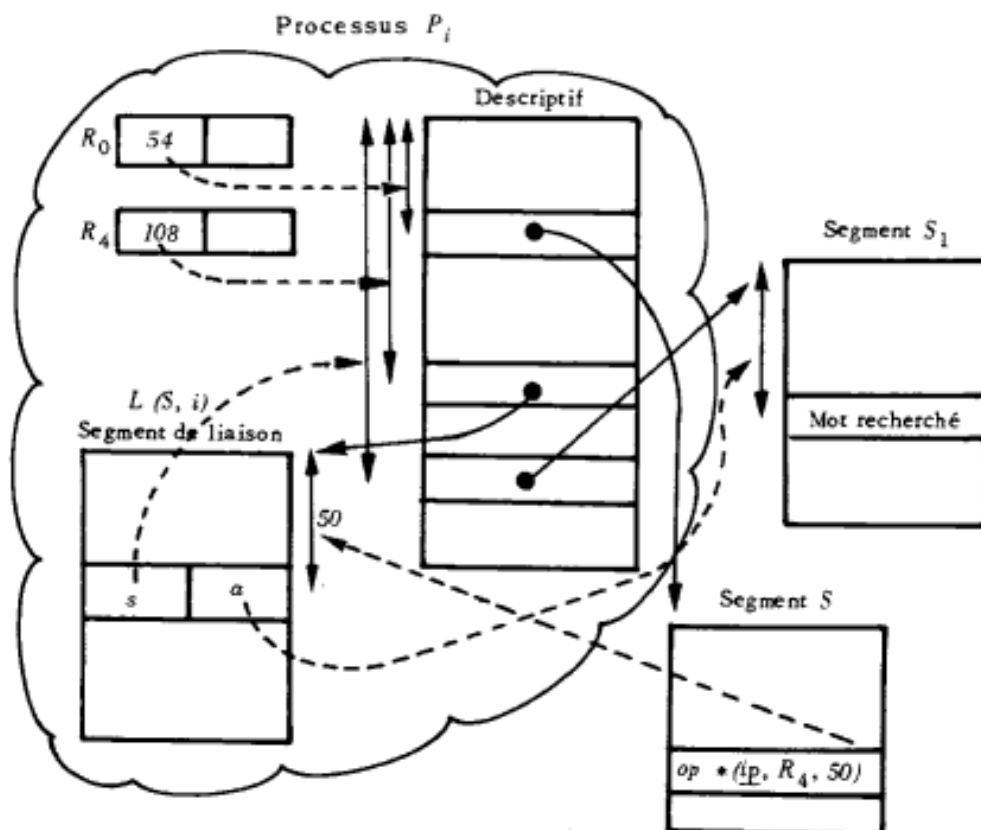 Processus P_i
Descriptif
R_0 54
R_4 108
Segment S_1
L (S, i)
Segment de liaison
Mot recherché
50
s a
Segment S
op * (ip, R_4, 50)